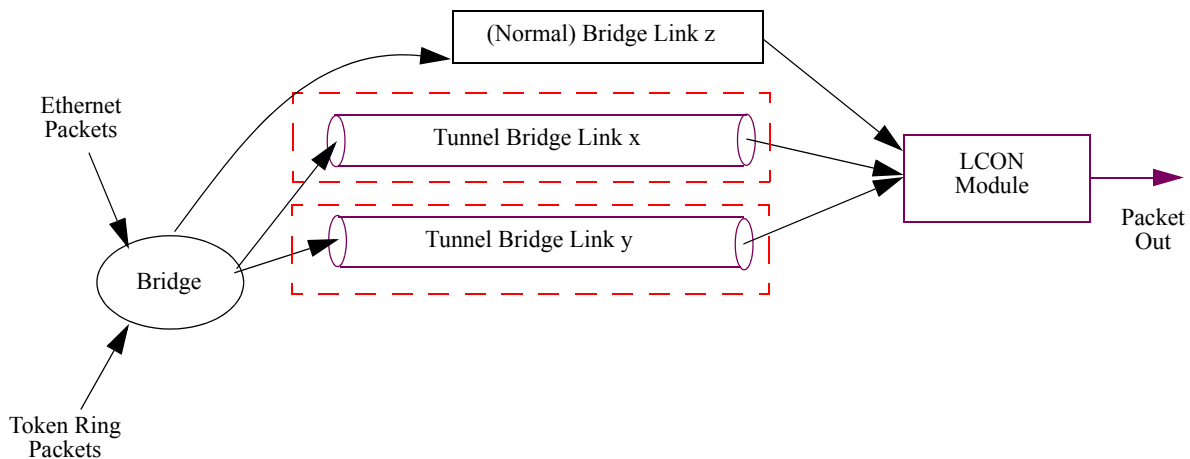 (Normal) Bridge Link z
Ethernet
Packets
Tunnel Bridge Link x
LCON
Module
Tunnel Bridge Link y
Packet
Out
Bridge
Token Ring
Packets